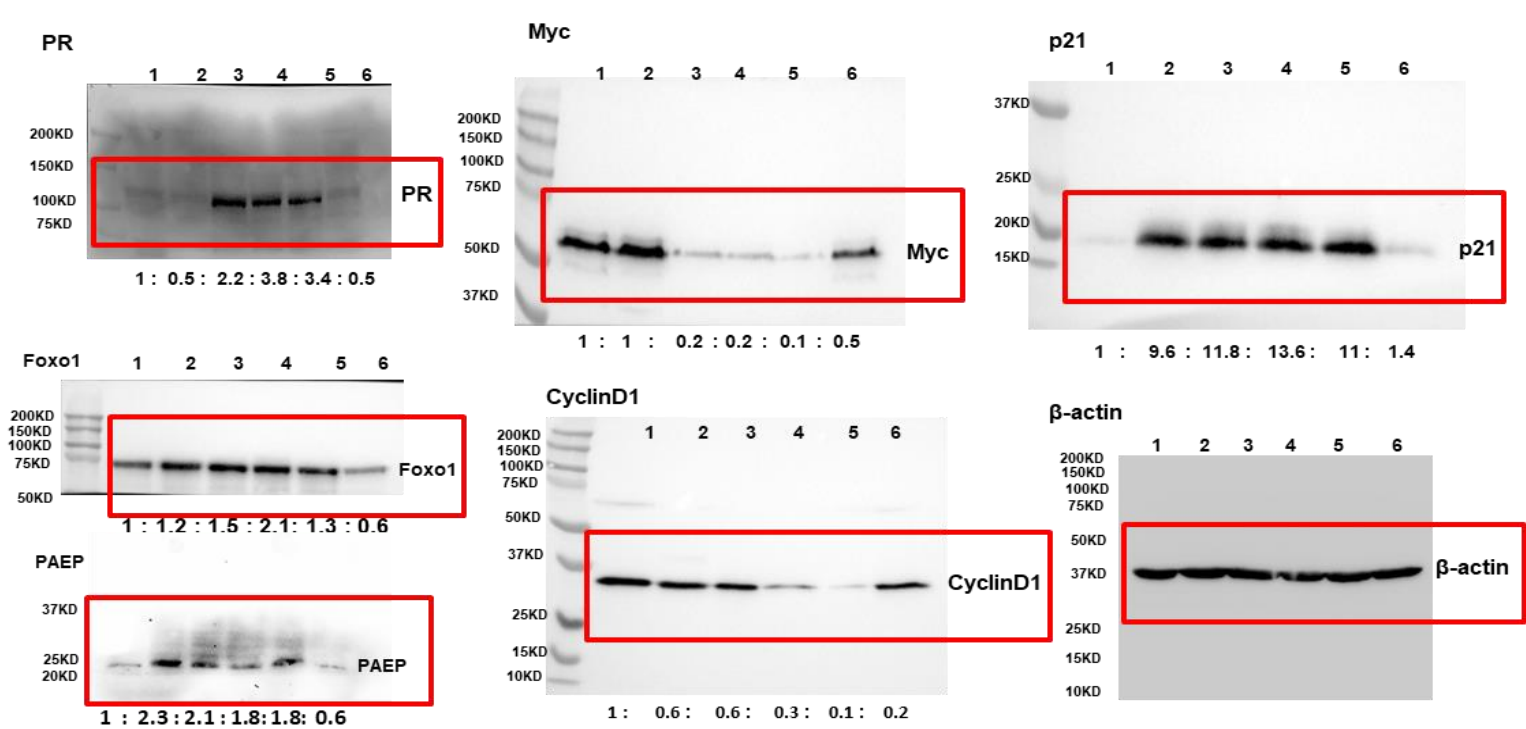 PR
1 2 3 4 5 6
200KD
150KD
100KD
75KD
PR
1 : 0.5 : 2.2 : 3.8 : 3.4 : 0.5
Myc
1 2 3 4 5 6
200KD
150KD
100KD
75KD
50KD
37KD
Myc
1 : 1 : 0.2 : 0.2 : 0.1 : 0.5
p21
1 2 3 4 5 6
37KD
25KD
20KD
15KD
p21
1 : 9.6 : 11.8 : 13.6 : 11 : 1.4
Foxo1
1 2 3 4 5 6
200KD
150KD
100KD
75KD
50KD
Foxo1
1 : 1.2 : 1.5 : 2.1 : 1.3 : 0.6
PAEP
37KD
25KD
20KD
PAEP
1 : 2.3 : 2.1 : 1.8 : 1.8 : 0.6
CyclinD1
1 2 3 4 5 6
200KD
150KD
100KD
75KD
50KD
37KD
25KD
15KD
10KD
CyclinD1
1 : 0.6 : 0.6 : 0.3 : 0.1 : 0.2
β-actin
1 2 3 4 5 6
200KD
150KD
100KD
75KD
50KD
37KD
25KD
15KD
10KD
β-actin